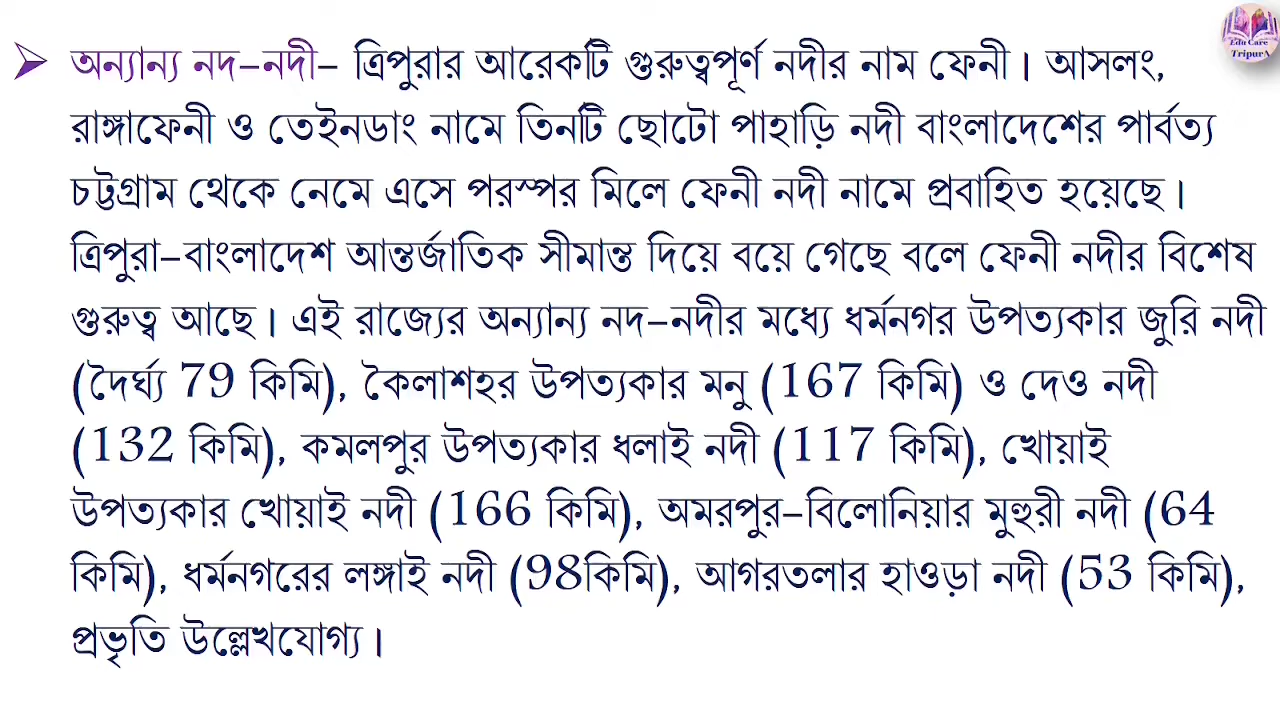 Edu Care
TripurA
➢ অন্যান্য নদ-নদী- ত্রিপুরার আরেকটি গুরুত্বপূর্ণ নদীর নাম ফেনী। আসলং,
রাঙ্গাফেনী ও তেইনডাং নামে তিনটি ছোটো পাহাড়ি নদী বাংলাদেশের পার্বত্য
চট্টগ্রাম থেকে নেমে এসে পরস্পর মিলে ফেনী নদী নামে প্রবাহিত হয়েছে।
ত্রিপুরা-বাংলাদেশ আন্তর্জাতিক সীমান্ত দিয়ে বয়ে গেছে বলে ফেনী নদীর বিশেষ
গুরুত্ব আছে। এই রাজ্যের অন্যান্য নদ-নদীর মধ্যে ধর্মনগর উপত্যকার জুরি নদী
(দৈর্ঘ্য 79 কিমি), কৈলাশহর উপত্যকার মনু (167 কিমি) ও দেও নদী
(132 কিমি), কমলপুর উপত্যকার ধলাই নদী (117 কিমি), খোয়াই
উপত্যকার খোয়াই নদী (166 কিমি), অমরপুর-বিলোনিয়ার মুহুরী নদী (64
কিমি), ধর্মনগরের লঙ্গাই নদী (98কিমি), আগরতলার হাওড়া নদী (53 কিমি),
প্রভৃতি উল্লেখযোগ্য।